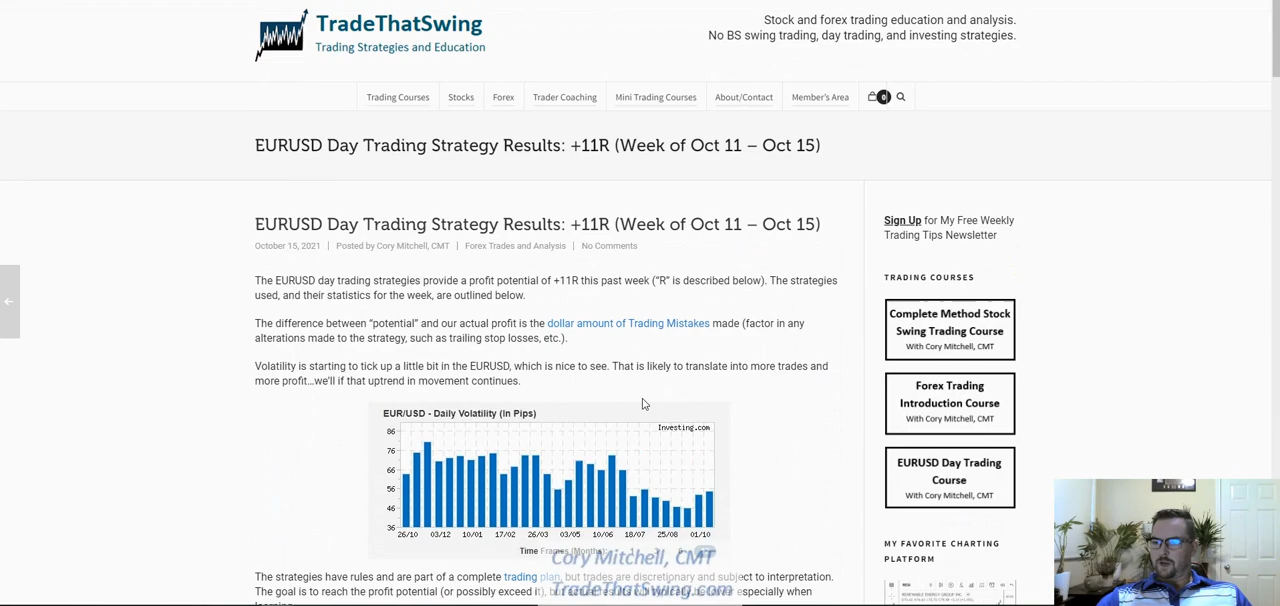 TradeThatSwing
Trading Strategies and Education
Stock and forex trading education and analysis.
No BS swing trading, day trading, and investing strategies.
Trading Courses
Stocks
Forex
Trader Coaching
Mini Trading Courses
About/Contact
Member's Area
0
EURUSD Day Trading Strategy Results: +11R (Week of Oct 11 – Oct 15)
EURUSD Day Trading Strategy Results: +11R (Week of Oct 11 – Oct 15)
October 15, 2021 | Posted by Cory Mitchell, CMT | Forex Trades and Analysis | No Comments
The EURUSD day trading strategies provide a profit potential of +11R this past week ("R" is described below). The strategies
used, and their statistics for the week, are outlined below.
The difference between "potential" and our actual profit is the dollar amount of Trading Mistakes made (factor in any
alterations made to the strategy, such as trailing stop losses, etc.).
Volatility is starting to tick up a little bit in the EURUSD, which is nice to see. That is likely to translate into more trades and
more profit...we'll if that uptrend in movement continues.
EUR/USD - Daily Volatility (In Pips)
Investing.com
86
76
66
56
46
36
26/10 03/12 10/01 17/02 26/03 03/05 10/06 18/07 25/08 01/10
Time Frames (Months):
Cory Mitchell, CMT
TradeThatSwing.com
The strategies have rules and are part of a complete trading plan, but trades are discretionary and subject to interpretation.
The goal is to reach the profit potential (or possibly exceed it), but actual results will typically be lower especially when
Sign Up for My Free Weekly
Trading Tips Newsletter
TRADING COURSES
Complete Method Stock
Swing Trading Course
With Cory Mitchell, CMT
Forex Trading
Introduction Course
With Cory Mitchell, CMT
EURUSD Day Trading
Course
With Cory Mitchell, CMT
MY FAVORITE CHARTING
PLATFORM